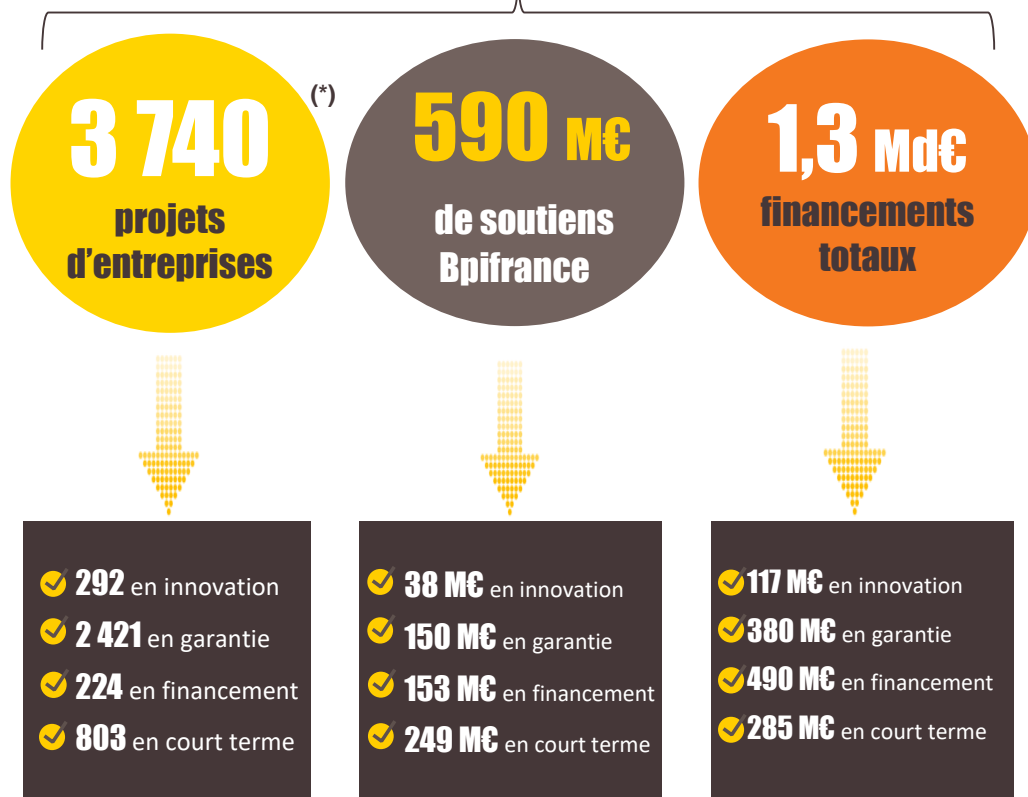 3 740
(*)
projets
d'entreprises
590 M€
de soutiens
Bpifrance
1,3 Md€
financements
totaux
292 en innovation
2 421 en garantie
224 en financement
803 en court terme
38 M€ en innovation
150 M€ en garantie
153 M€ en financement
249 M€ en court terme
117 M€ en innovation
380 M€ en garantie
490 M€ en financement
285 M€ en court terme